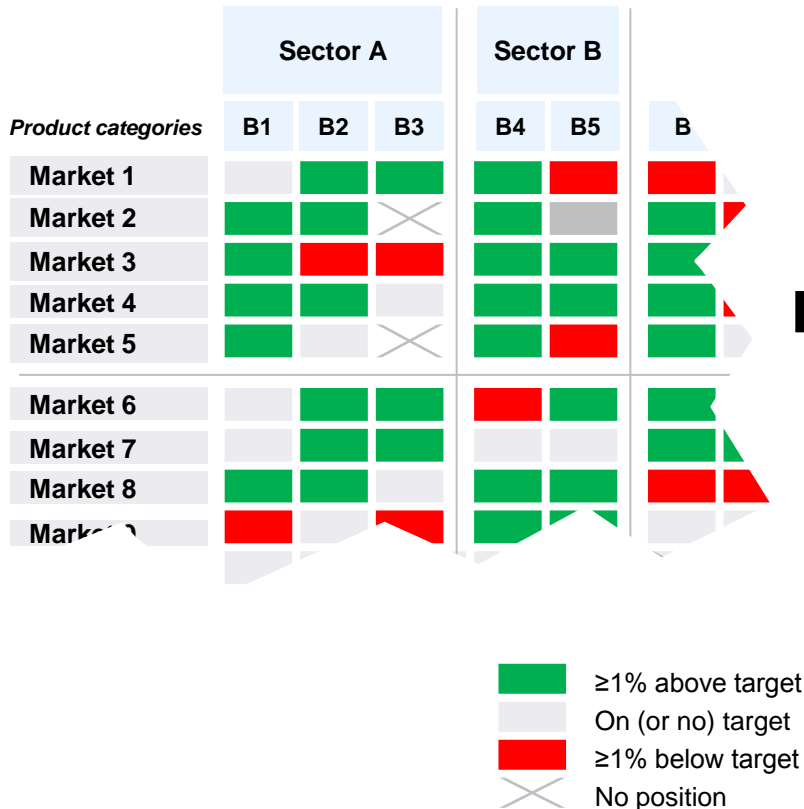 Sector A Sector B
Product categories B1 B2 B3 B4 B5 B
Market 1
Market 2
Market 3
Market 4
Market 5
Market 6
Market 7
Market 8
≥1% above target
On (or no) target
≥1% below target
No position